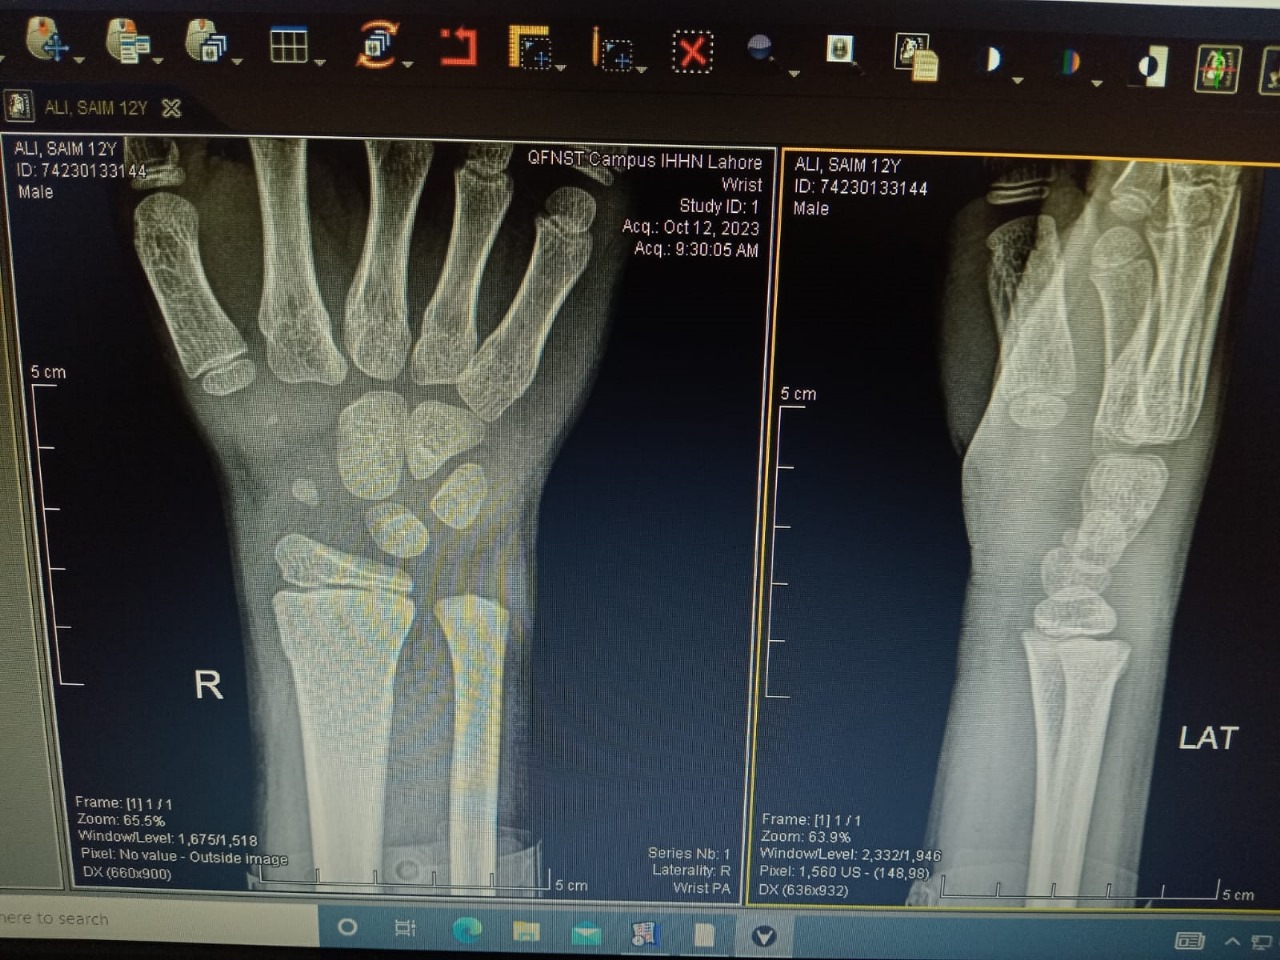 ALI, SAIM 12Y
ALI, SAIM 12Y
ID: 74230133144
Male
QFNST Campus IHHN Lahore
Wrist
Study ID: 1
Acq.: Oct 12, 2023
Acq.: 9:30:05 AM
5 cm
R
Frame: [1] 1 / 1
Zoom: 65.5%
Window/Level: 1,675/1,518
Pixel: No value - Outside image
DX (660x900)
Series Nb: 1
Laterality: R
Wrist PA
5 cm
ALI, SAIM 12Y
ID: 74230133144
Male
5 cm
LAT
Frame: [1] 1 / 1
Zoom: 63.9%
Window/Level: 2,332/1,946
Pixel: 1,560 US - (148,98)
DX (636x932)
5 cm
here to search